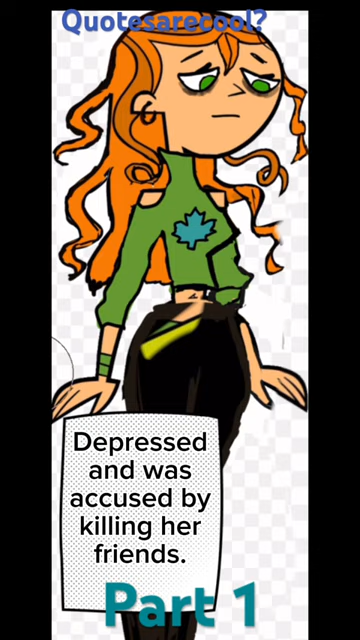 Quotesarecool?
Depressed
and was
accused by
killing her
friends.
Part 1